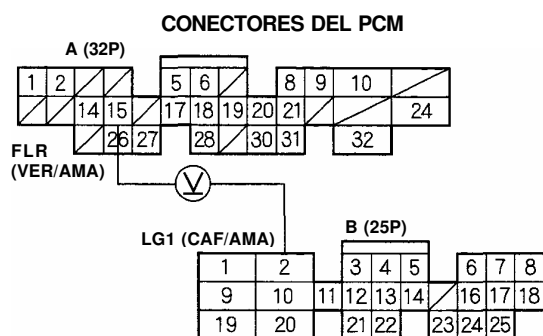 CONECTORES DEL PCM
A (32P)
1 2 5 6 8 9 10
14 15 17 18 19 20 21 24
26 27 28 30 31 32
FLR
(VER/AMA)
V
LG1 (CAF/AMA)
B (25P)
1 2 3 4 5 6 7 8
9 10 11 12 13 14 16 17 18
19 20 21 22 23 24 25